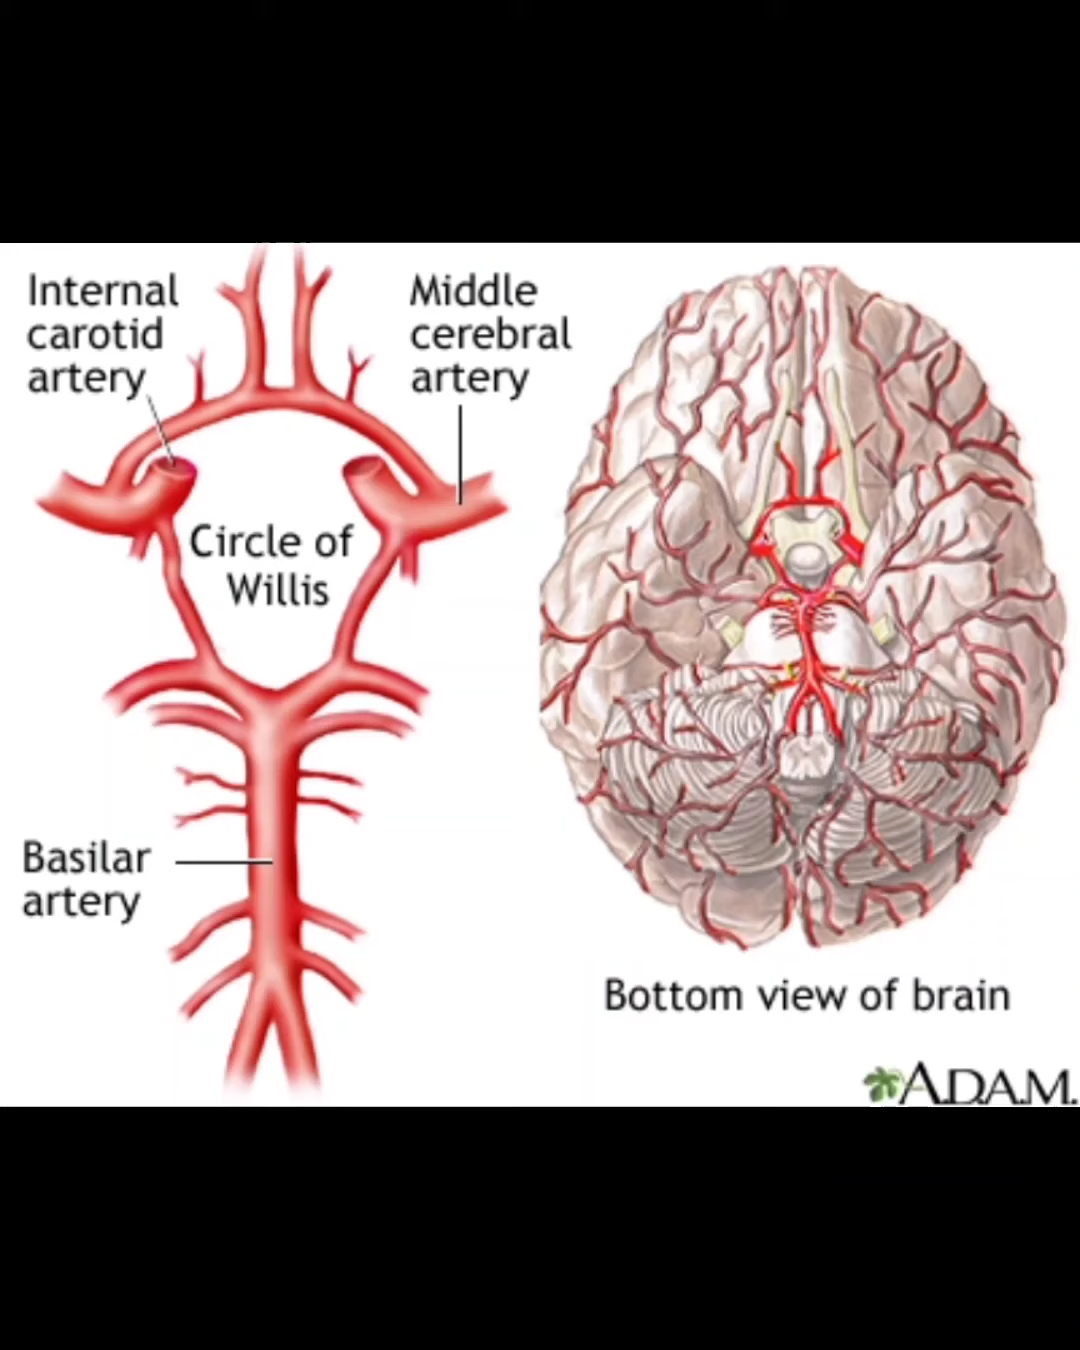 Internal
carotid
artery
Middle
cerebral
artery
Circle of
Willis
Basilar
artery
Bottom view of brain
A.D.A.M.